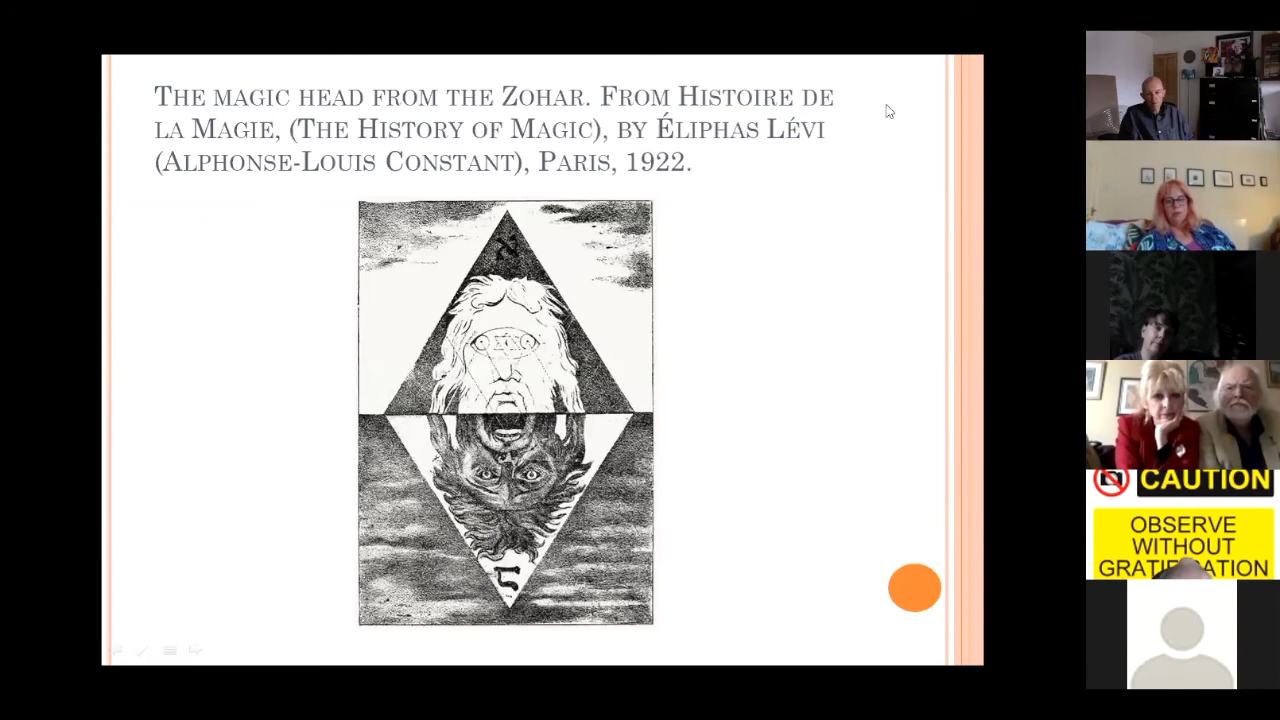 THE MAGIC HEAD FROM THE ZOHAR. FROM HISTOIRE DE
LA MAGIE, (THE HISTORY OF MAGIC), BY ÉLIPHAS LÉVI
(ALPHONSE-LOUIS CONSTANT), PARIS, 1922.
א
CAUTION
OBSERVE
WITHOUT